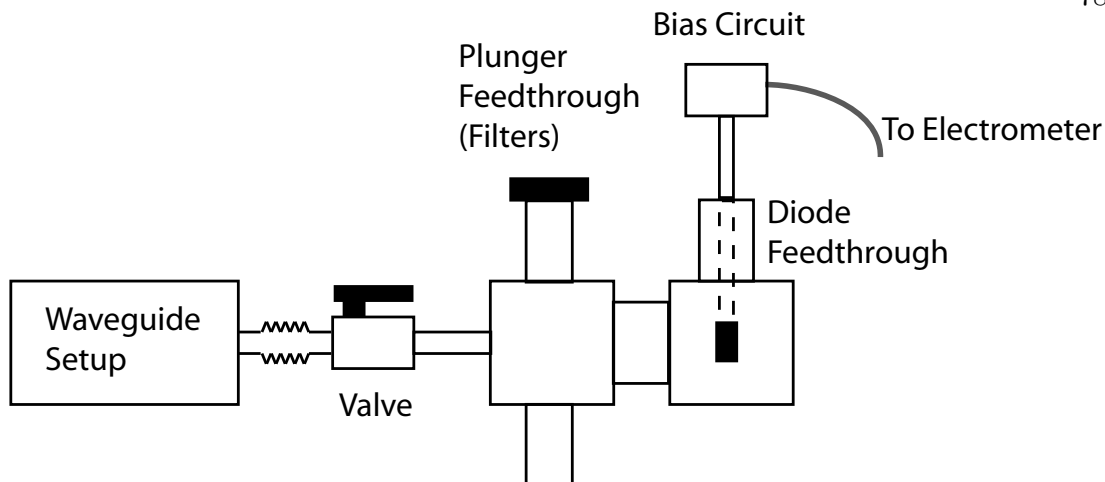 Bias Circuit
Plunger
Feedthrough
(Filters)
To Electrometer
Diode
Feedthrough
Waveguide
Setup
Valve